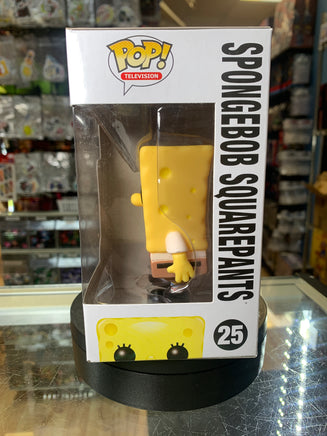 POP!
TELEVISION
SPONGEBOB SQUAREPANTS
25